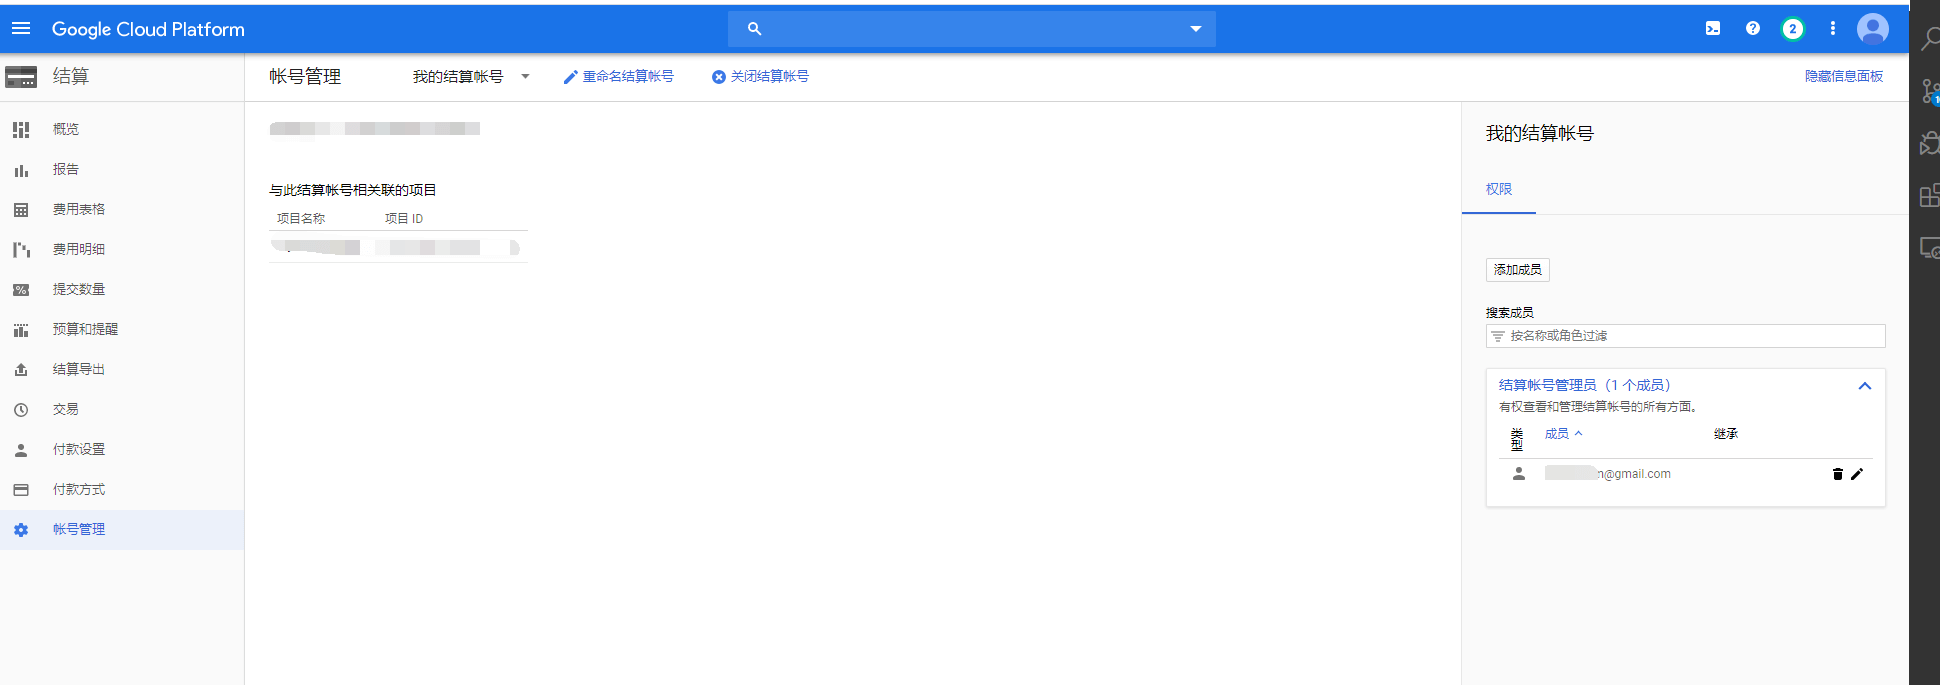 Google Cloud Platform
2
结算
帐号管理
我的结算帐号
重命名结算帐号
关闭结算帐号
隐藏信息面板
概览
报告
费用表格
费用明细
提交数量
预算和提醒
结算导出
交易
付款设置
付款方式
帐号管理
与此结算帐号相关联的项目
项目名称 项目 ID
我的结算帐号
权限
添加成员
搜索成员
按名称或角色过滤
结算帐号管理员（1 个成员）
有权查看和管理结算帐号的所有方面。
类型 成员 继承
@gmail.com